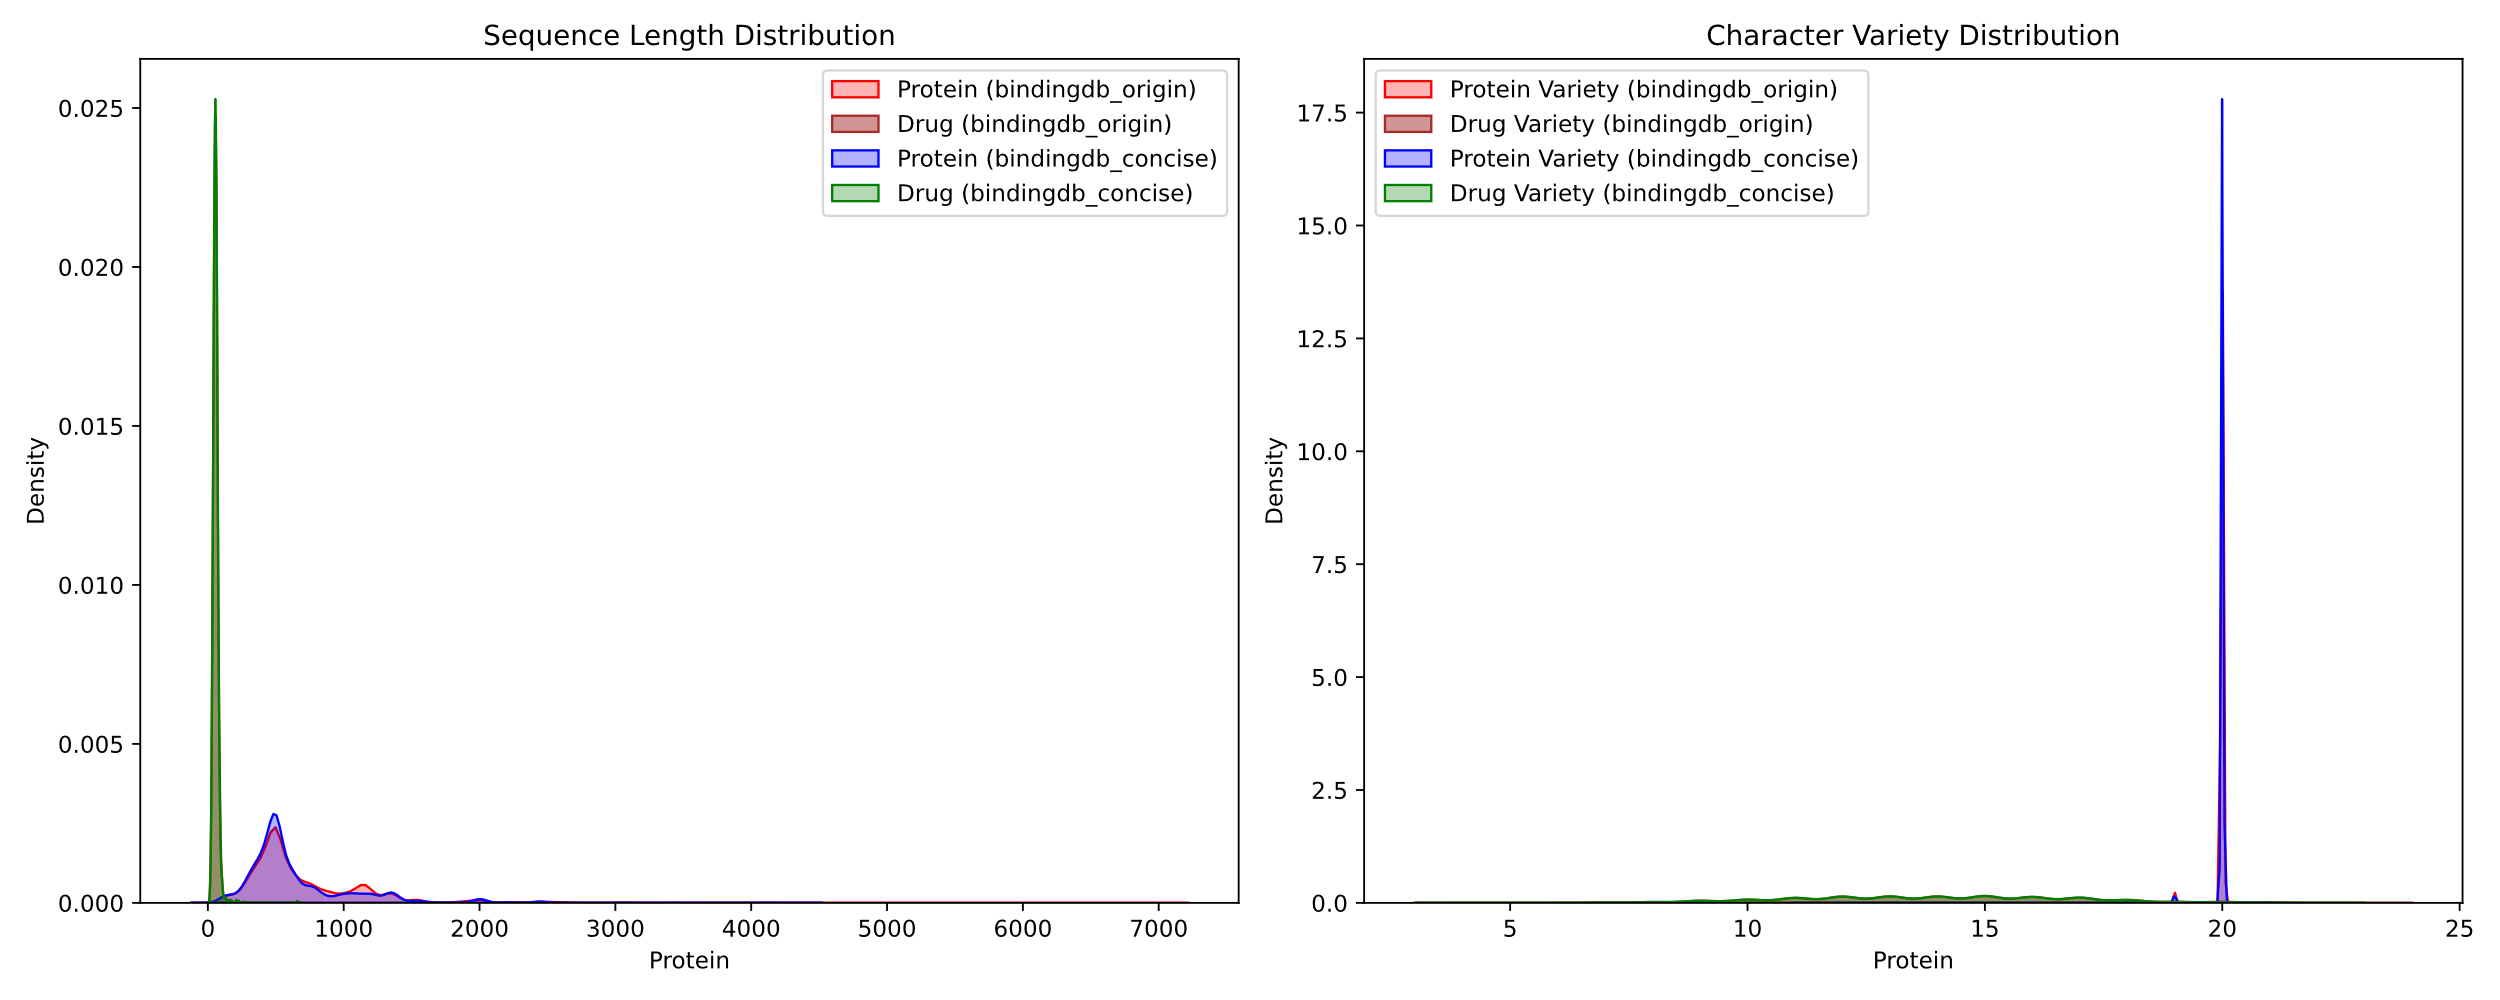 Sequence Length Distribution
Protein (bindingdb_origin)
Drug (bindingdb_origin)
Protein (bindingdb_concise)
Drug (bindingdb_concise)
0.025
0.020
0.015
0.010
0.005
0.000
Density
0 1000 2000 3000 4000 5000 6000 7000
Protein
Character Variety Distribution
Protein Variety (bindingdb_origin)
Drug Variety (bindingdb_origin)
Protein Variety (bindingdb_concise)
Drug Variety (bindingdb_concise)
17.5
15.0
12.5
10.0
7.5
5.0
2.5
0.0
Density
5 10 15 20 25
Protein